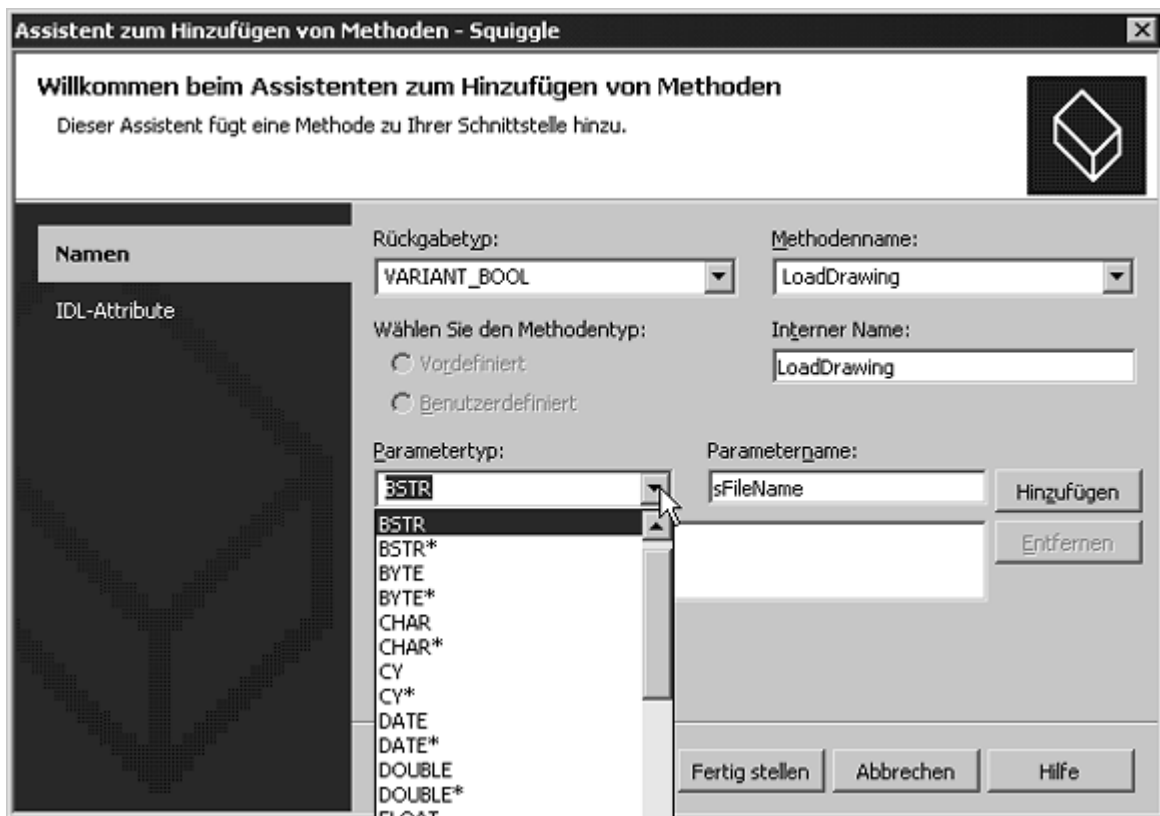 Assistent zum Hinzufügen von Methoden - Squiggle
Willkommen beim Assistenten zum Hinzufügen von Methoden
Dieser Assistent fügt eine Methode zu Ihrer Schnittstelle hinzu.
Namen
IDL-Attribute
Rückgabetyp:
VARIANT_BOOL
Methodenname:
LoadDrawing
Wählen Sie den Methodentyp:
Vordefiniert
Benutzerdefiniert
Interner Name:
LoadDrawing
Parametertyp:
BSTR
Parametername:
sFileName
Hinzufügen
Entfernen
BSTR
BSTR*
BYTE
BYTE*
CHAR
CHAR*
CY
CY*
DATE
DATE*
DOUBLE
DOUBLE*
FLOAT
Fertig stellen
Abbrechen
Hilfe